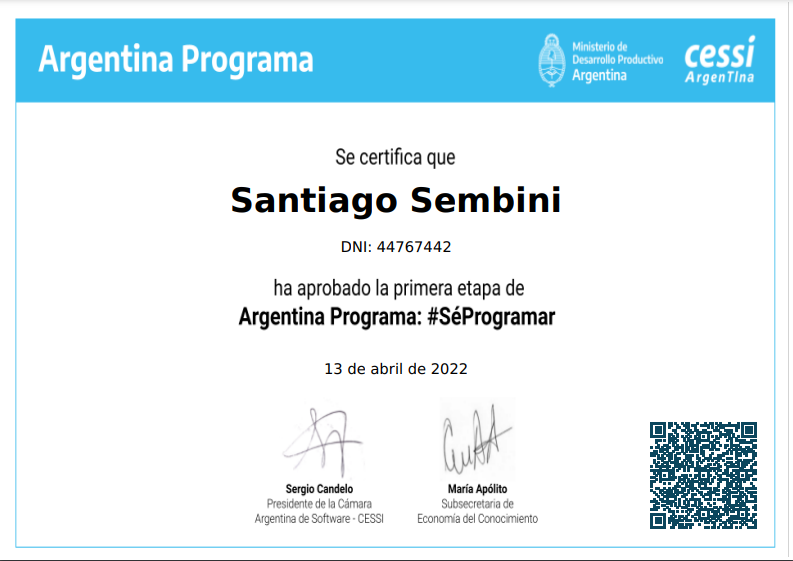 Argentina Programa
Ministerio de
Desarrollo Productivo
Argentina
cessi
ArgenTIna
Se certifica que
Santiago Sembini
DNI: 44767442
ha aprobado la primera etapa de
Argentina Programa: #SéProgramar
13 de abril de 2022
Sergio Candelo
Presidente de la Cámara
Argentina de Software - CESSI
María Apólito
Subsecretaria de
Economía del Conocimiento